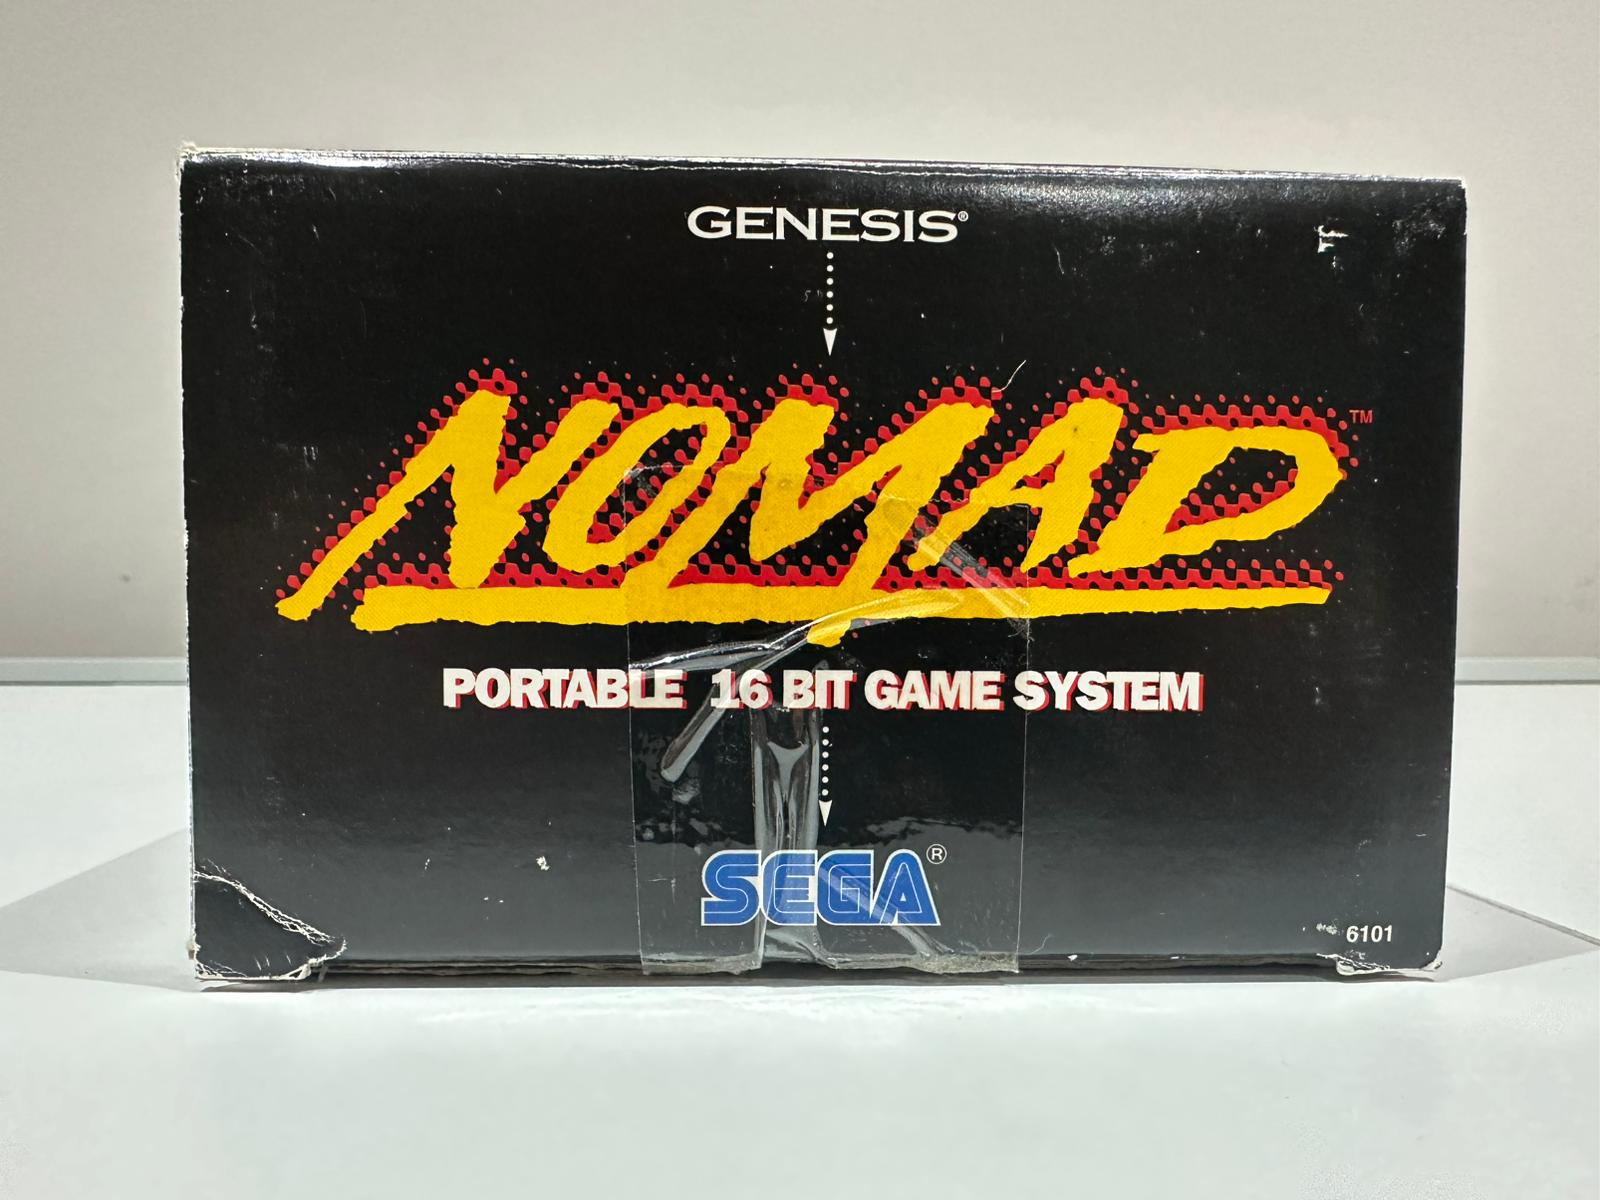 GENESIS®
NOMAD™
PORTABLE 16 BIT GAME SYSTEM
SEGA®
6101